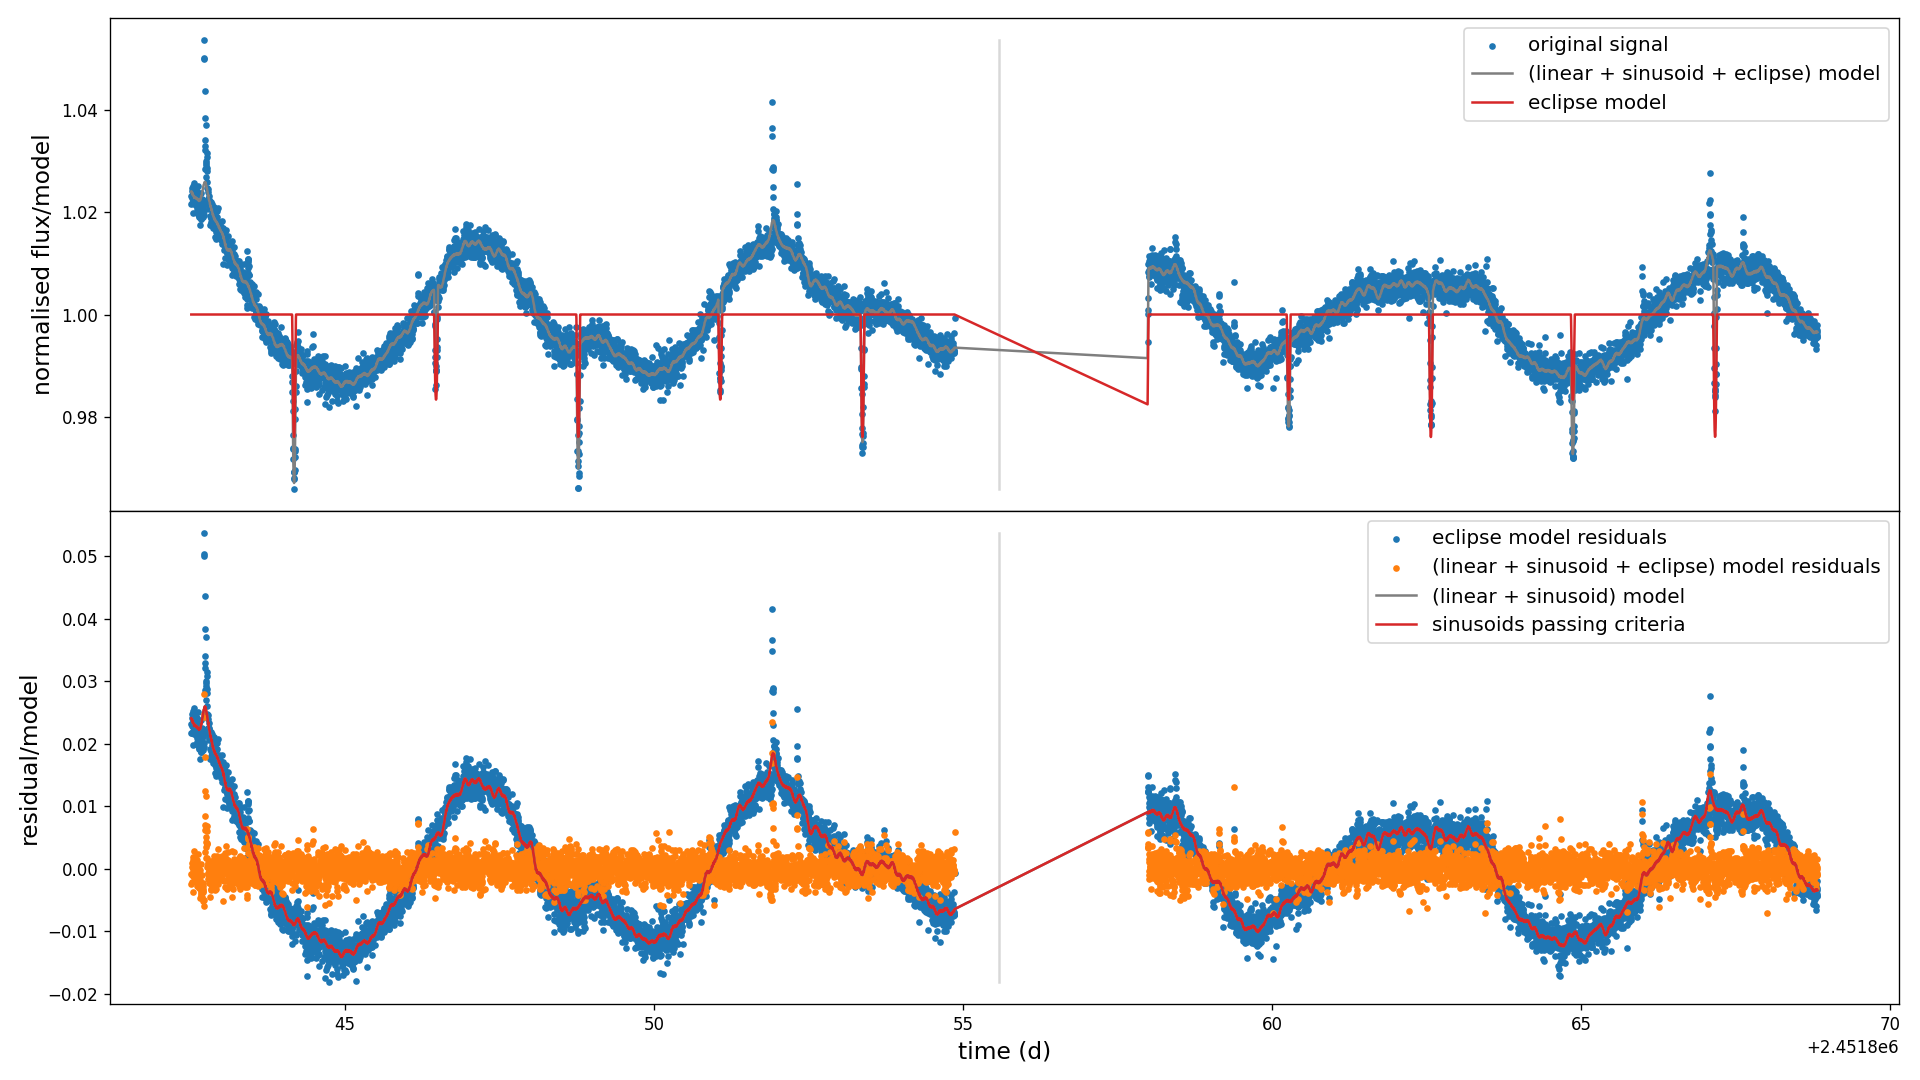 original signal
(linear + sinusoid + eclipse) model
eclipse model
normalised flux/model
1.04
1.02
1.00
0.98
eclipse model residuals
(linear + sinusoid + eclipse) model residuals
(linear + sinusoid) model
sinusoids passing criteria
residual/model
0.05
0.04
0.03
0.02
0.01
0.00
−0.01
−0.02
45 50 55 60 65 70
time (d)
+2.4518e6